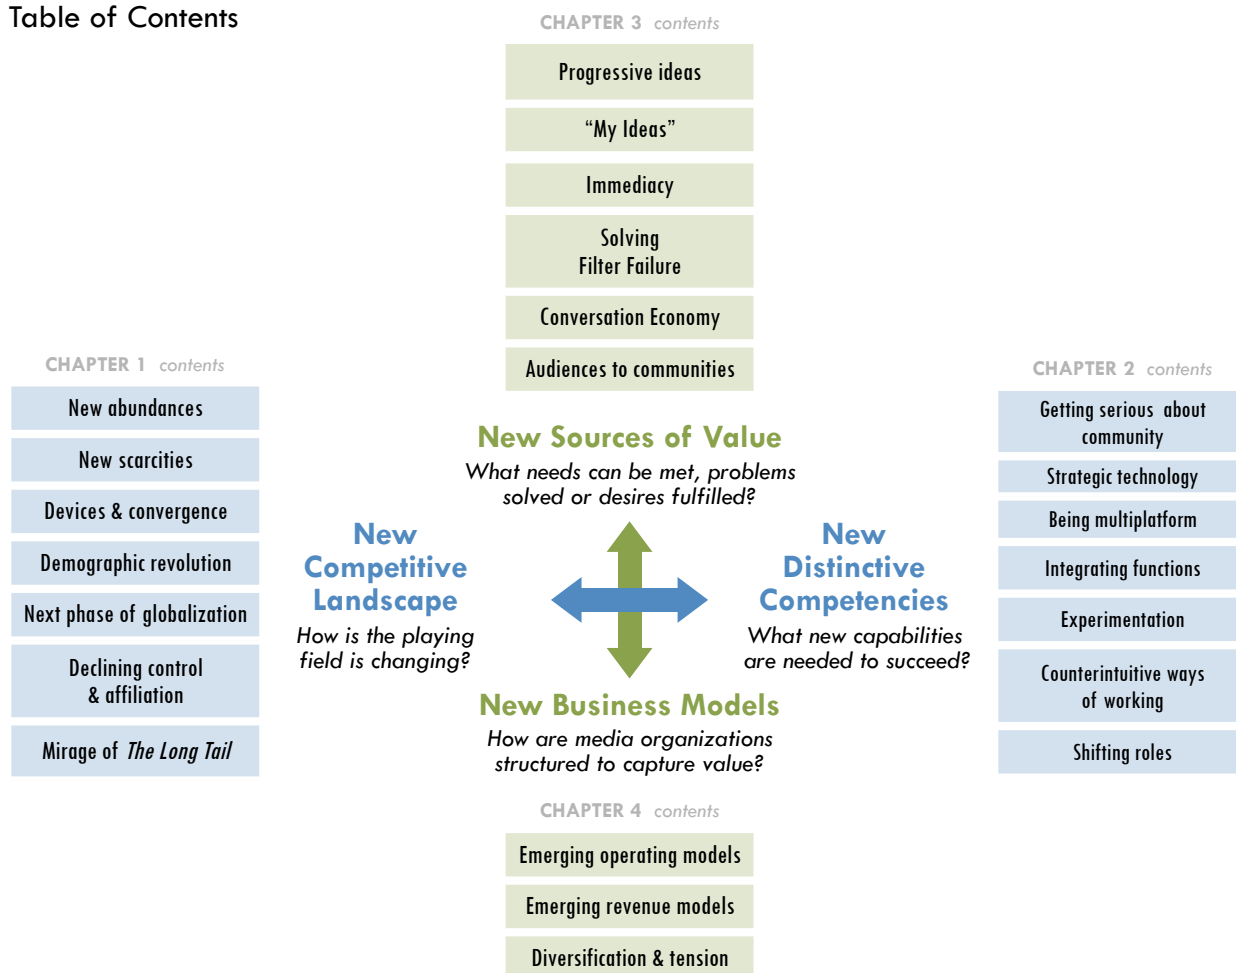 Table of Contents
CHAPTER 3 contents
Progressive ideas
“My Ideas”
Immediacy
Solving
Filter Failure
Conversation Economy
Audiences to communities
CHAPTER 1 contents
New abundances
New scarcities
Devices & convergence
Demographic revolution
Next phase of globalization
Declining control
& affiliation
Mirage of The Long Tail
New Sources of Value
What needs can be met, problems
solved or desires fulfilled?
New
Competitive
Landscape
How is the playing
field is changing?
New
Distinctive
Competencies
What new capabilities
are needed to succeed?
New Business Models
How are media organizations
structured to capture value?
CHAPTER 2 contents
Getting serious about
community
Strategic technology
Being multiplatform
Integrating functions
Experimentation
Counterintuitive ways
of working
Shifting roles
CHAPTER 4 contents
Emerging operating models
Emerging revenue models
Diversification & tension